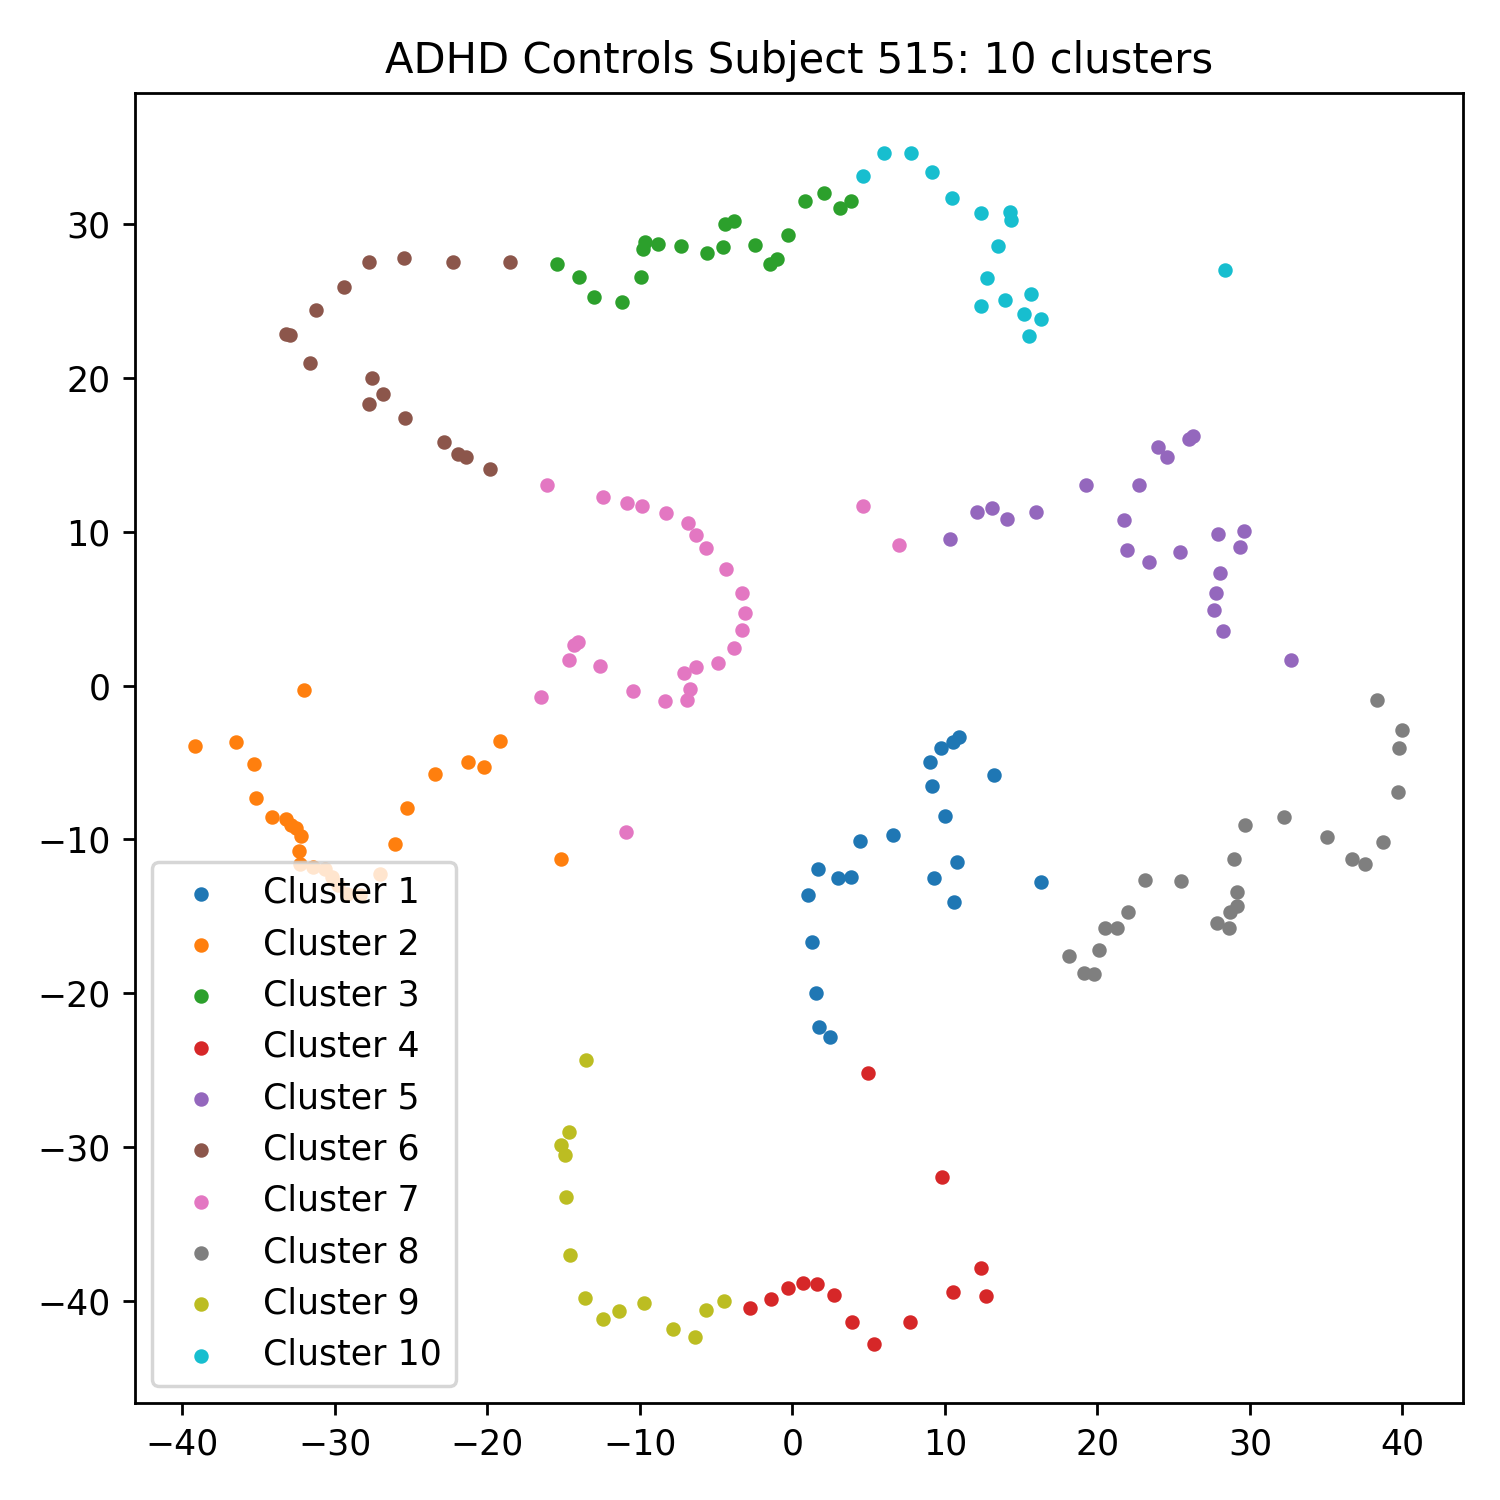 ADHD Controls Subject 515: 10 clusters
30
20
10
0
−10
−20
−30
−40
Cluster 1
Cluster 2
Cluster 3
Cluster 4
Cluster 5
Cluster 6
Cluster 7
Cluster 8
Cluster 9
Cluster 10
−40 −30 −20 −10 0 10 20 30 40